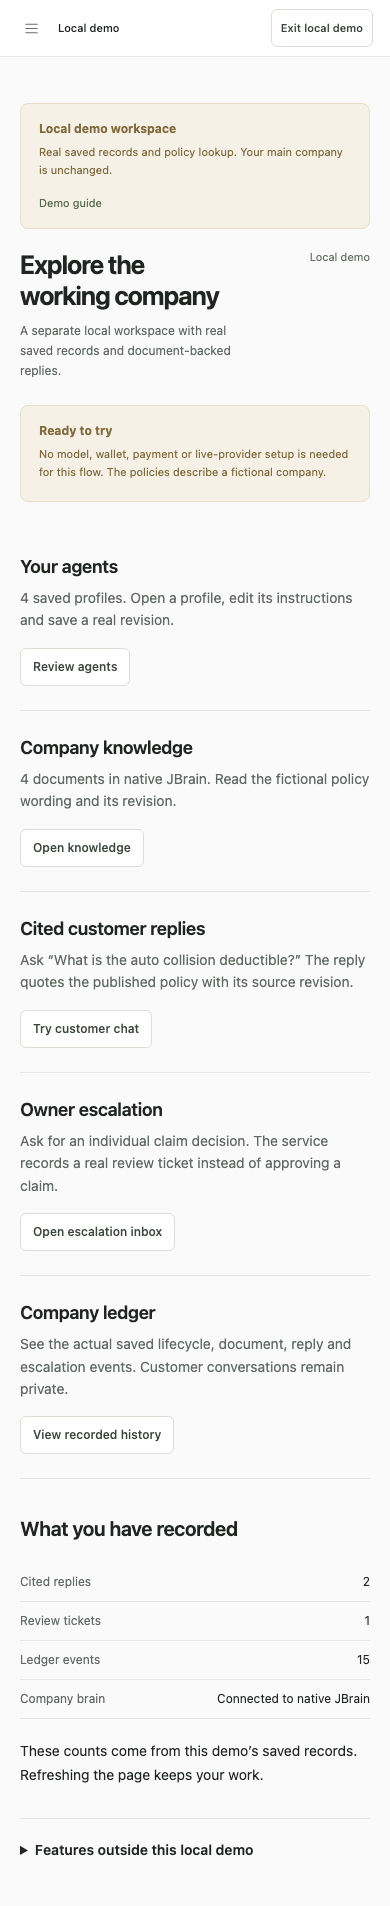 Local demo
Exit local demo
Local demo workspace
Real saved records and policy lookup. Your main company
is unchanged.
Demo guide
Explore the
working company
Local demo
A separate local workspace with real
saved records and document-backed
replies.
Ready to try
No model, wallet, payment or live-provider setup is needed
for this flow. The policies describe a fictional company.
Your agents
4 saved profiles. Open a profile, edit its instructions
and save a real revision.
Review agents
Company knowledge
4 documents in native JBrain. Read the fictional policy
wording and its revision.
Open knowledge
Cited customer replies
Ask “What is the auto collision deductible?” The reply
quotes the published policy with its source revision.
Try customer chat
Owner escalation
Ask for an individual claim decision. The service
records a real review ticket instead of approving a
claim.
Open escalation inbox
Company ledger
See the actual saved lifecycle, document, reply and
escalation events. Customer conversations remain
private.
View recorded history
What you have recorded
Cited replies 2
Review tickets 1
Ledger events 15
Company brain Connected to native JBrain
These counts come from this demo’s saved records.
Refreshing the page keeps your work.
Features outside this local demo